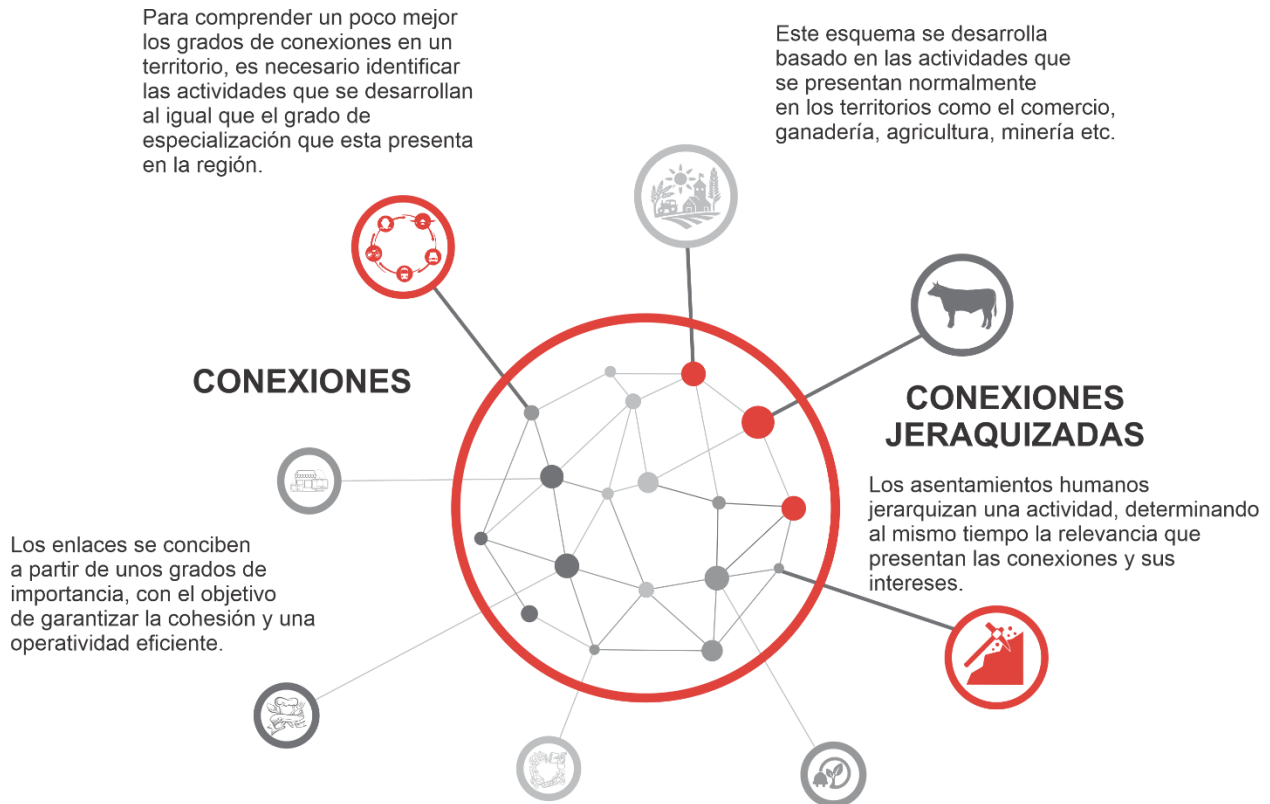 Para comprender un poco mejor
los grados de conexiones en un
territorio, es necesario identificar
las actividades que se desarrollan
al igual que el grado de
especialización que esta presenta
en la región.
Este esquema se desarrolla
basado en las actividades que
se presentan normalmente
en los territorios como el comercio,
ganadería, agricultura, minería etc.
CONEXIONES
CONEXIONES
JERAQUIZADAS
Los enlaces se conciben
a partir de unos grados de
importancia, con el objetivo
de garantizar la cohesión y una
operatividad eficiente.
Los asentamientos humanos
jerarquizan una actividad, determinando
al mismo tiempo la relevancia que
presentan las conexiones y sus
intereses.